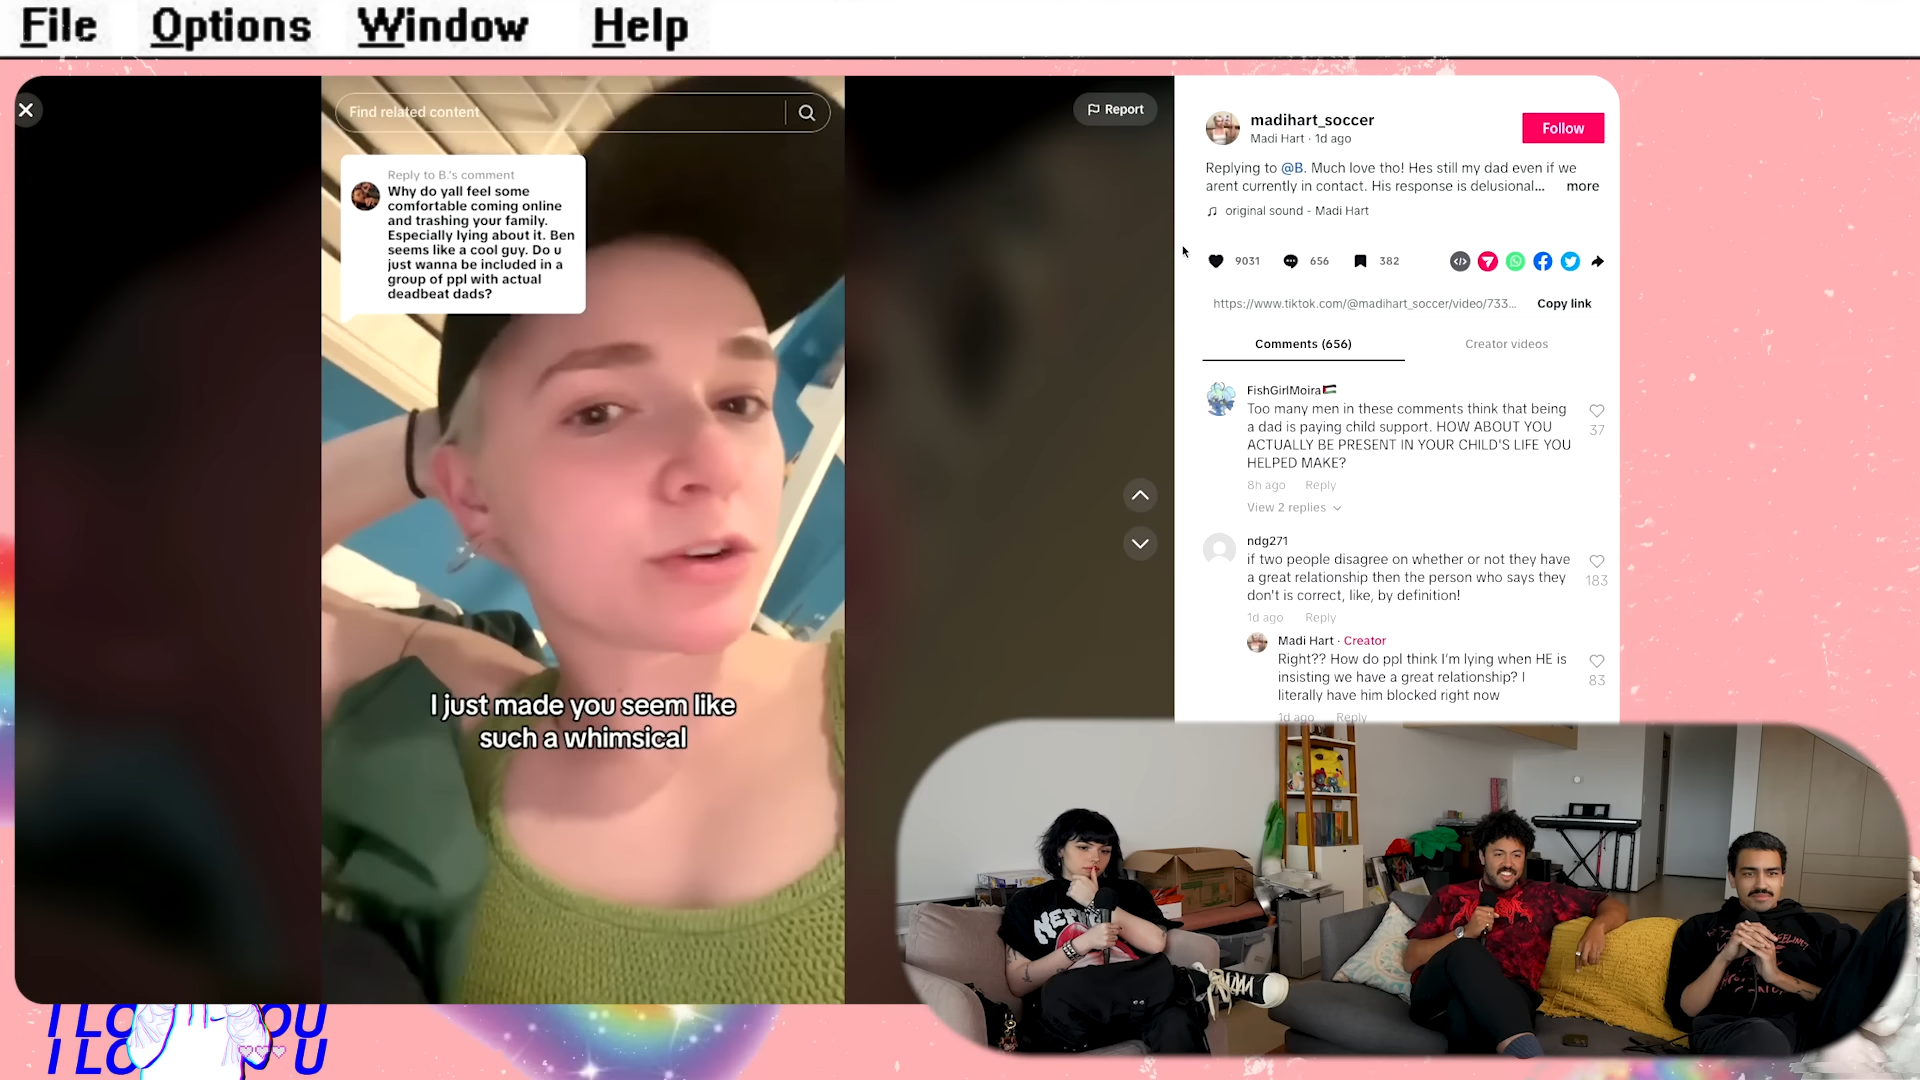 File Options Window Help
Find related content
Report
Reply to B.'s comment
Why do yall feel some
comfortable coming online
and trashing your family.
Especially lying about it. Ben
seems like a cool guy. Do u
just wanna be included in a
group of ppl with actual
deadbeat dads?
I just made you seem like
such a whimsical
madihart_soccer
Madi Hart · 1d ago
Follow
Replying to @B. Much love tho! Hes still my dad even if we
arent currently in contact. His response is delusional... more
original sound - Madi Hart
9031 656 382
https://www.tiktok.com/@madihart_soccer/video/733... Copy link
Comments (656) Creator videos
FishGirlMoira
Too many men in these comments think that being
a dad is paying child support. HOW ABOUT YOU
ACTUALLY BE PRESENT IN YOUR CHILD'S LIFE YOU
HELPED MAKE?
37
8h ago Reply
View 2 replies
ndg271
if two people disagree on whether or not they have
a great relationship then the person who says they
don't is correct, like, by definition!
183
1d ago Reply
Madi Hart · Creator
Right?? How do ppl think I'm lying when HE is
insisting we have a great relationship? I
literally have him blocked right now
83
1d ago Reply